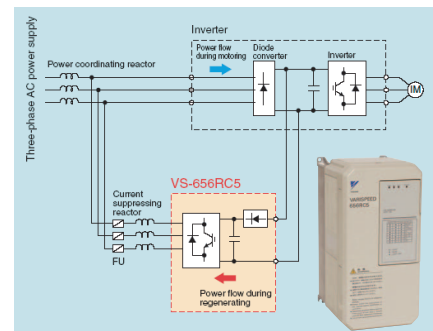 Inverter
Power flow
during motoring
Diode
converter
Inverter
Power coordinating reactor
IM
Three-phase AC power supply
VS-656RC5
Current
suppressing
reactor
FU
Power flow during
regenerating
VARISPEED
656RC5